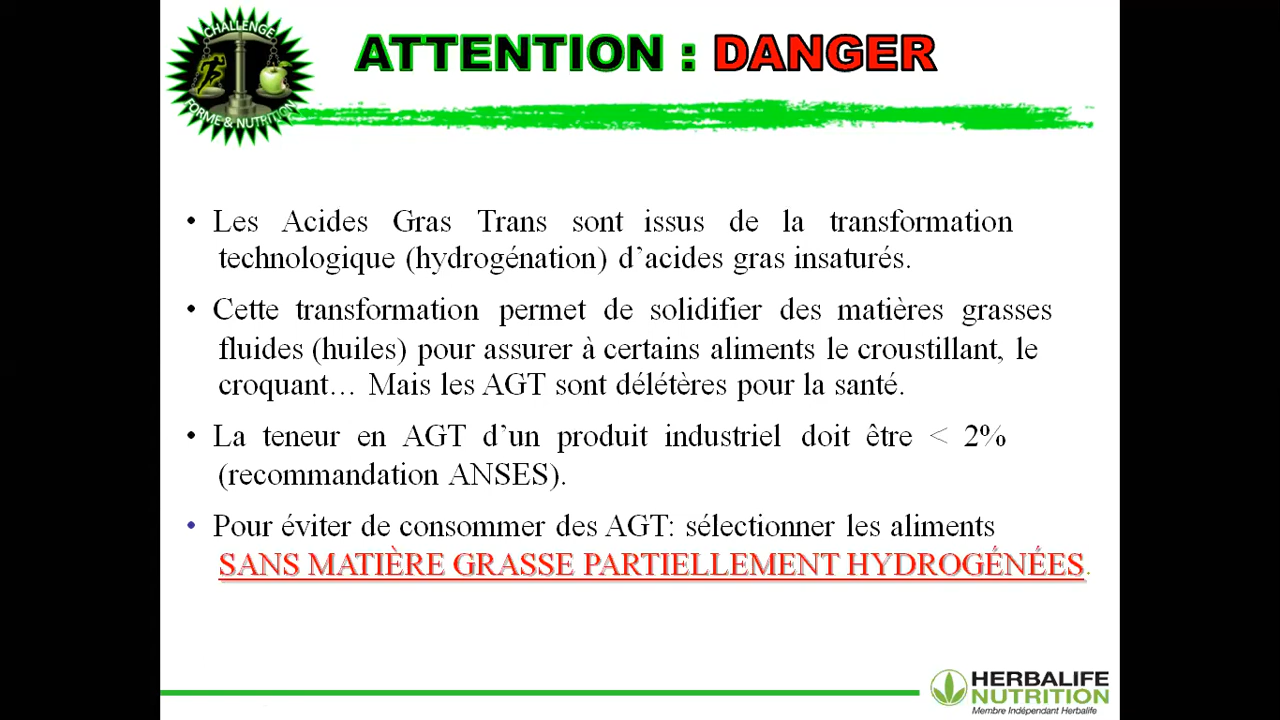 CHALLENGE
FORME & NUTRITION
ATTENTION : DANGER
• Les Acides Gras Trans sont issus de la transformation
technologique (hydrogénation) d’acides gras insaturés.
• Cette transformation permet de solidifier des matières grasses
fluides (huiles) pour assurer à certains aliments le croustillant, le
croquant… Mais les AGT sont délétères pour la santé.
• La teneur en AGT d’un produit industriel doit être < 2%
(recommandation ANSES).
• Pour éviter de consommer des AGT: sélectionner les aliments
SANS MATIÈRE GRASSE PARTIELLEMENT HYDROGÉNÉES.
HERBALIFE
NUTRITION
Membre Indépendant Herbalife